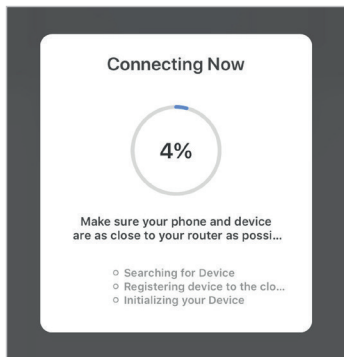 Connecting Now
4%
Make sure your phone and device
are as close to your router as possi...
Searching for Device
Registering device to the clo...
Initializing your Device